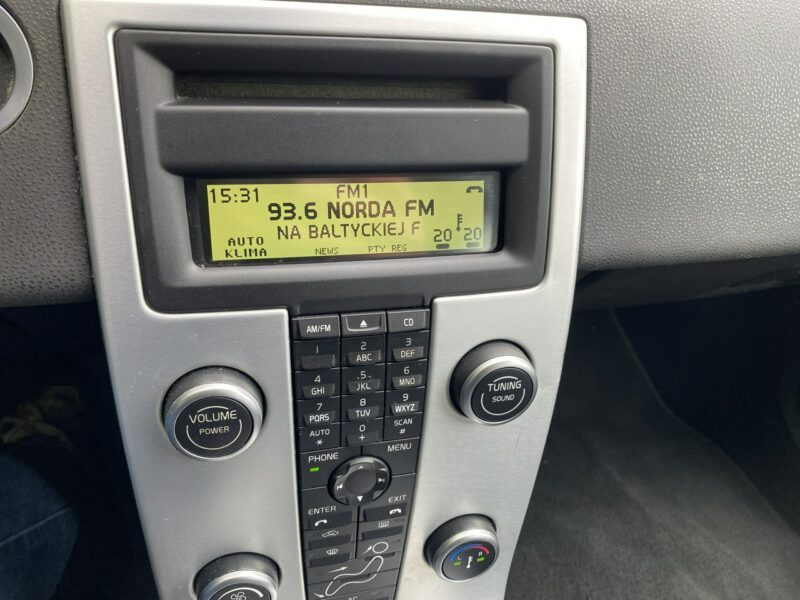 15:31 FM1
93.6 NORDA FM
NA BALTYCKIEJ F
AUTO
KLIMA
NEWS PTY REG
20 20
AM/FM CD
1 2 ABC 3 DEF
4 GHI 5 JKL 6 MNO
7 PQRS 8 TUV 9 WXYZ
AUTO * 0 + SCAN #
VOLUME
POWER
TUNING
SOUND
PHONE MENU
ENTER EXIT
L R
AC